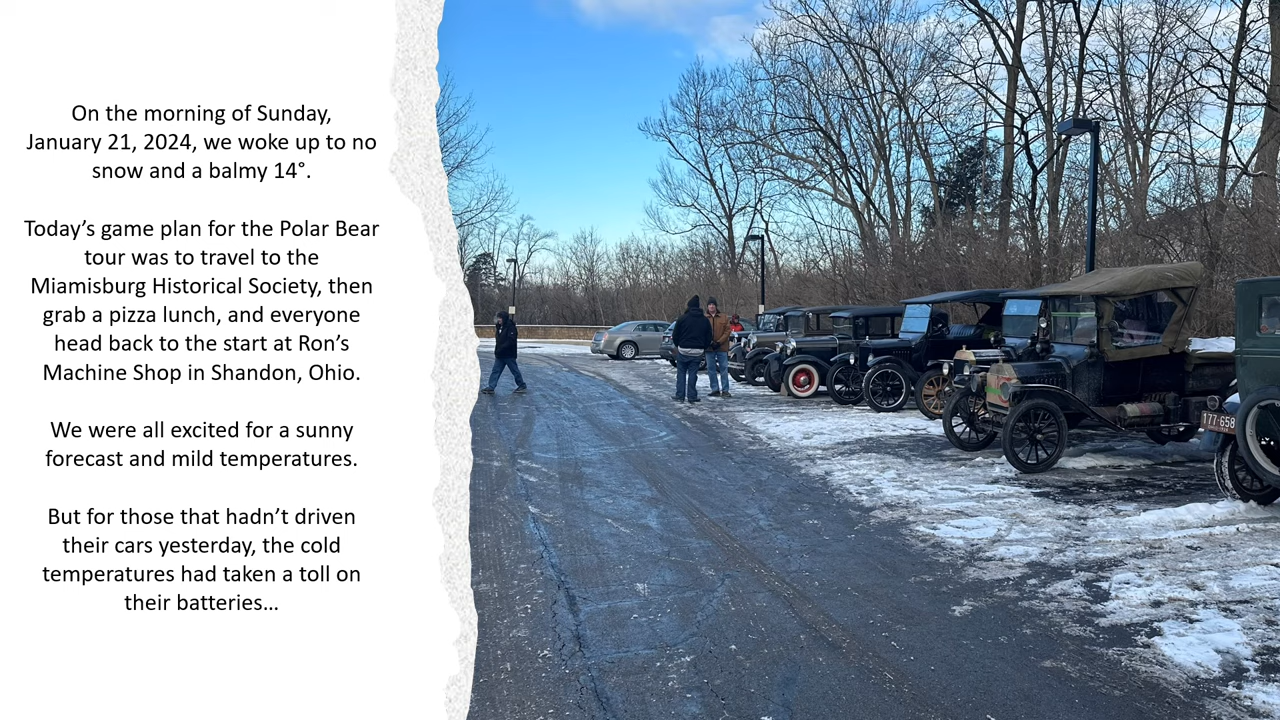 On the morning of Sunday,
January 21, 2024, we woke up to no
snow and a balmy 14°.
Today’s game plan for the Polar Bear
tour was to travel to the
Miamisburg Historical Society, then
grab a pizza lunch, and everyone
head back to the start at Ron’s
Machine Shop in Shandon, Ohio.
We were all excited for a sunny
forecast and mild temperatures.
But for those that hadn’t driven
their cars yesterday, the cold
temperatures had taken a toll on
their batteries…
177-658